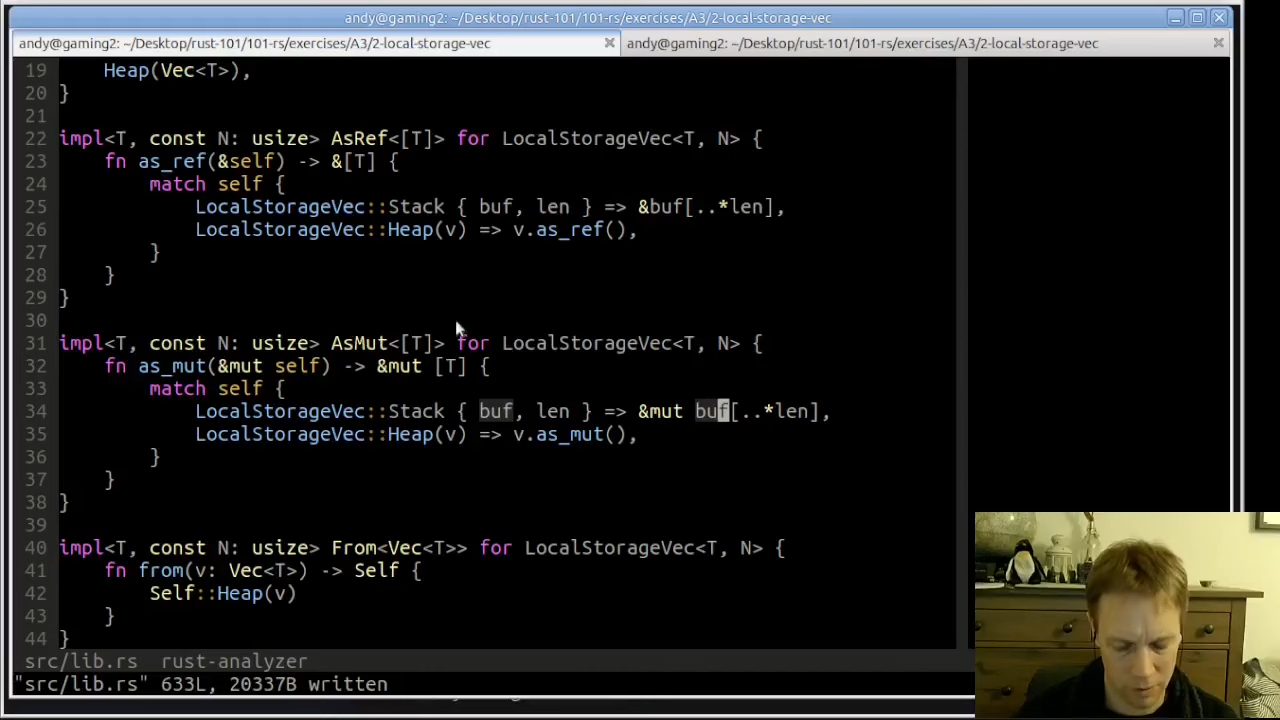 andy@gaming2: ~/Desktop/rust-101/101-rs/exercises/A3/2-local-storage-vec
andy@gaming2: ~/Desktop/rust-101/101-rs/exercises/A3/2-local-storage-vec
andy@gaming2: ~/Desktop/rust-101/101-rs/exercises/A3/2-local-storage-vec
19     Heap(Vec<T>),
20 }
21
22 impl<T, const N: usize> AsRef<[T]> for LocalStorageVec<T, N> {
23     fn as_ref(&self) -> &[T] {
24         match self {
25             LocalStorageVec::Stack { buf, len } => &buf[..*len],
26             LocalStorageVec::Heap(v) => v.as_ref(),
27         }
28     }
29 }
30
31 impl<T, const N: usize> AsMut<[T]> for LocalStorageVec<T, N> {
32     fn as_mut(&mut self) -> &mut [T] {
33         match self {
34             LocalStorageVec::Stack { buf, len } => &mut buf[..*len],
35             LocalStorageVec::Heap(v) => v.as_mut(),
36         }
37     }
38 }
39
40 impl<T, const N: usize> From<Vec<T>> for LocalStorageVec<T, N> {
41     fn from(v: Vec<T>) -> Self {
42         Self::Heap(v)
43     }
44 }
src/lib.rs  rust-analyzer
"src/lib.rs" 633L, 20337B written